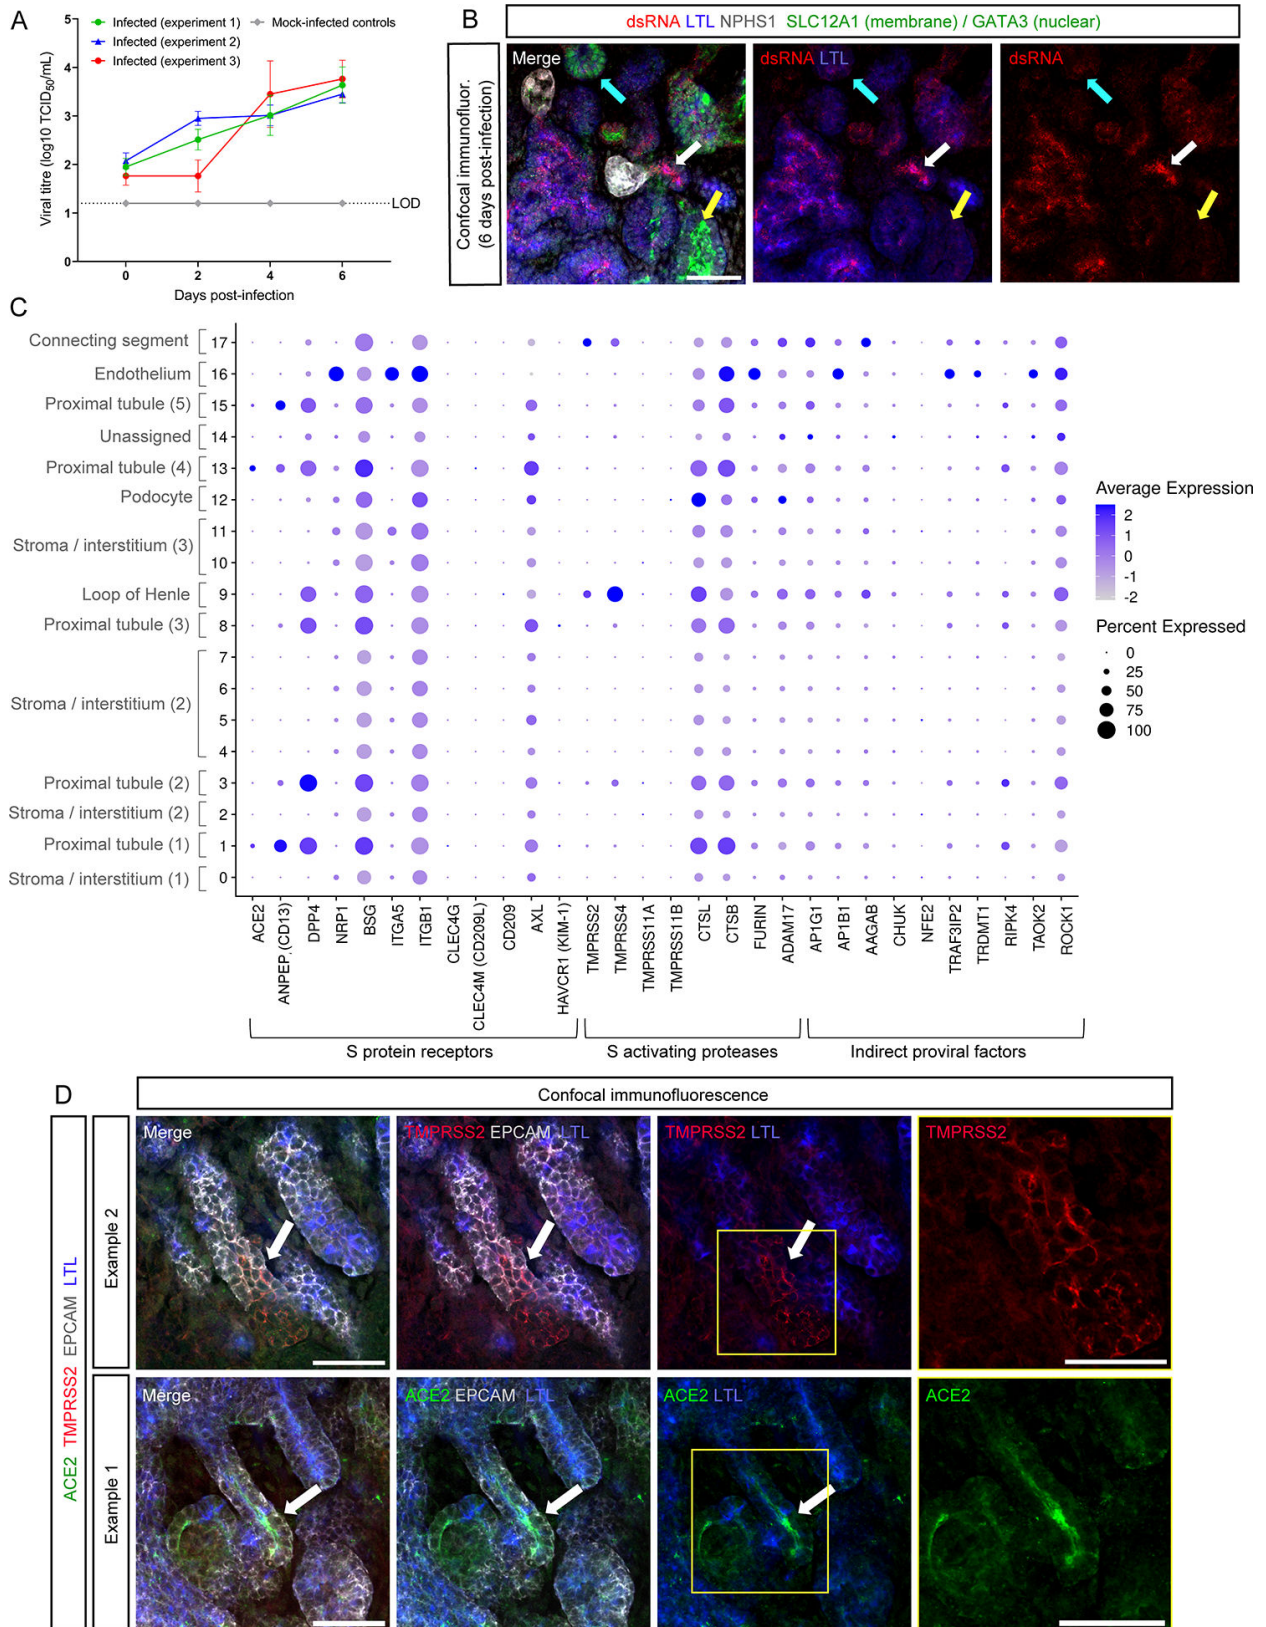 A
Infected (experiment 1)
Mock-infected controls
Infected (experiment 2)
Infected (experiment 3)
Viral titre (log10 TCID50/mL)
5
4
3
2
1
0
LOD
0 2 4 6
Days post-infection
B
dsRNA LTL NPHS1 SLC12A1 (membrane) / GATA3 (nuclear)
Confocal immunofluor.
(6 days post-infection)
Merge
dsRNA LTL
dsRNA
C
Connecting segment 17
Endothelium 16
Proximal tubule (5) 15
Unassigned 14
Proximal tubule (4) 13
Podocyte 12
11
Stroma / interstitium (3)
10
Loop of Henle 9
Proximal tubule (3) 8
7
6
Stroma / interstitium (2)
5
4
Proximal tubule (2) 3
Stroma / interstitium (2) 2
Proximal tubule (1) 1
Stroma / interstitium (1) 0
ACE2
ANPEP,(CD13)
DPP4
NRP1
BSG
ITGA5
ITGB1
CLEC4G
CLEC4M (CD209L)
CD209
AXL
HAVCR1 (KIM-1)
TMPRSS2
TMPRSS4
TMPRSS11A
TMPRSS11B
CTSL
CTSB
FURIN
ADAM17
AP1G1
AP1B1
AAGAB
CHUK
NFE2
TRAF3IP2
TRDMT1
RIPK4
TAOK2
ROCK1
S protein receptors
S activating proteases
Indirect proviral factors
Average Expression
2
1
0
-1
-2
Percent Expressed
0
25
50
75
100
D
Confocal immunofluorescence
ACE2 TMPRSS2 EPCAM LTL
Example 2
Merge
TMPRSS2 EPCAM LTL
TMPRSS2 LTL
TMPRSS2
Example 1
Merge
ACE2 EPCAM LTL
ACE2 LTL
ACE2